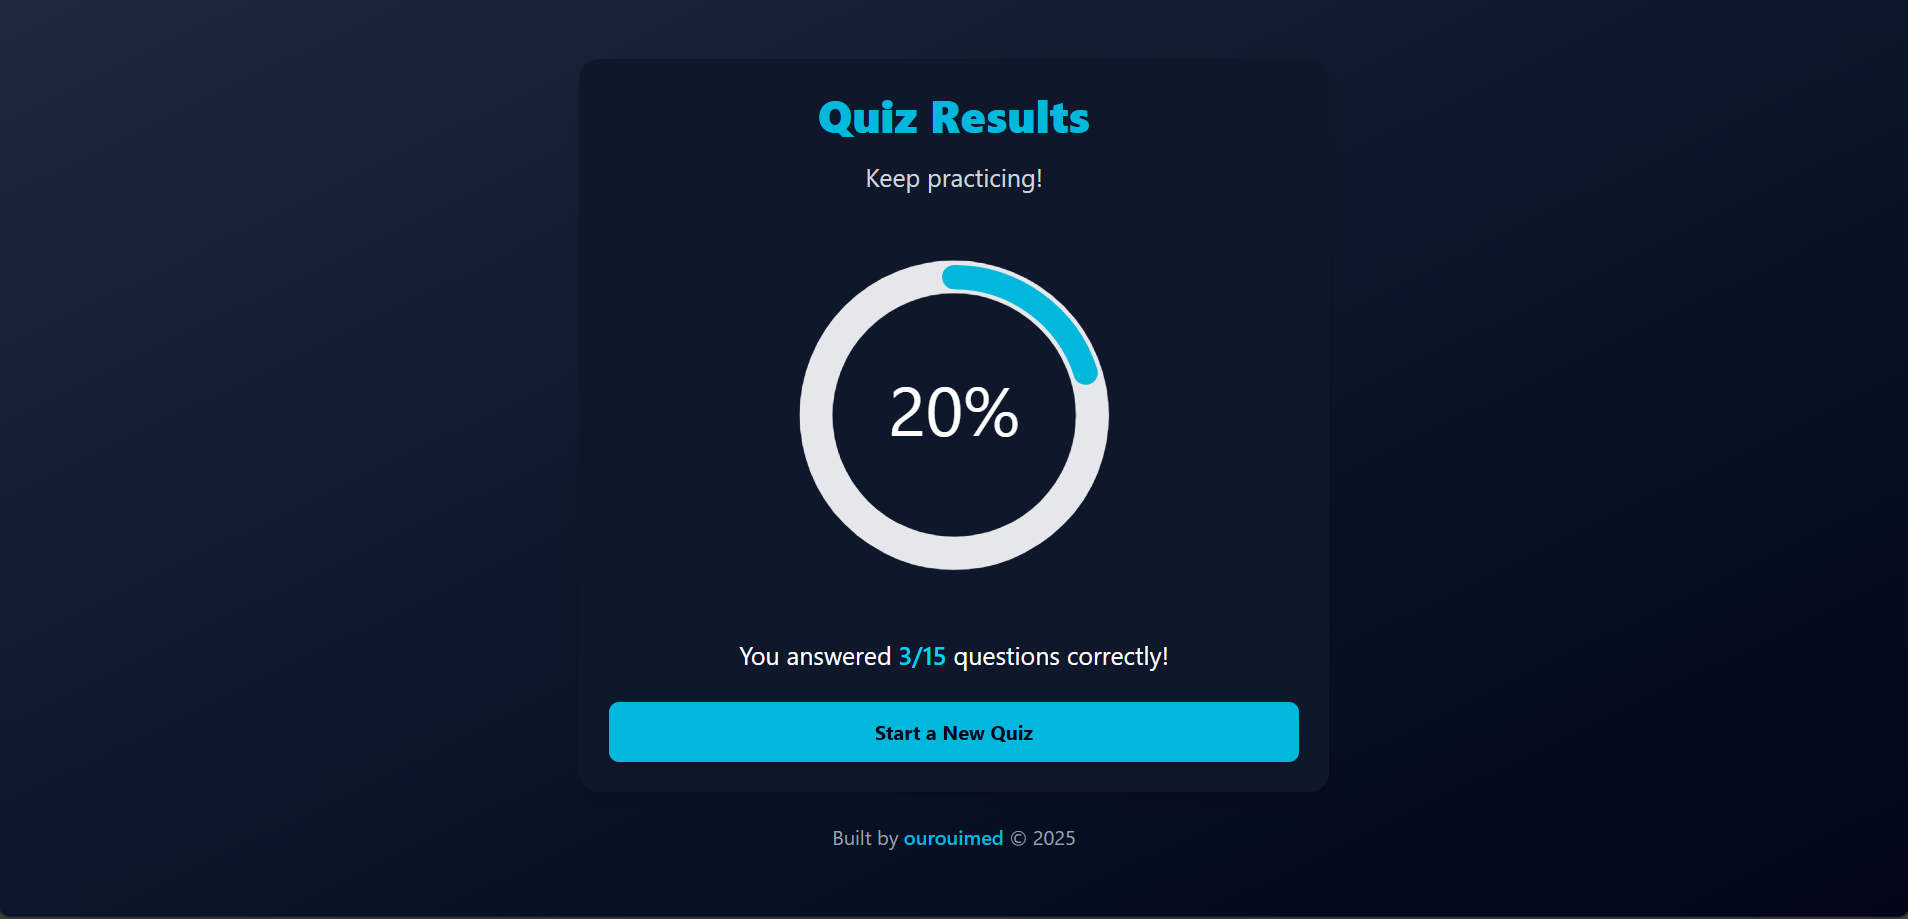 Quiz Results
Keep practicing!
20%
You answered 3/15 questions correctly!
Start a New Quiz
Built by ourouimed © 2025